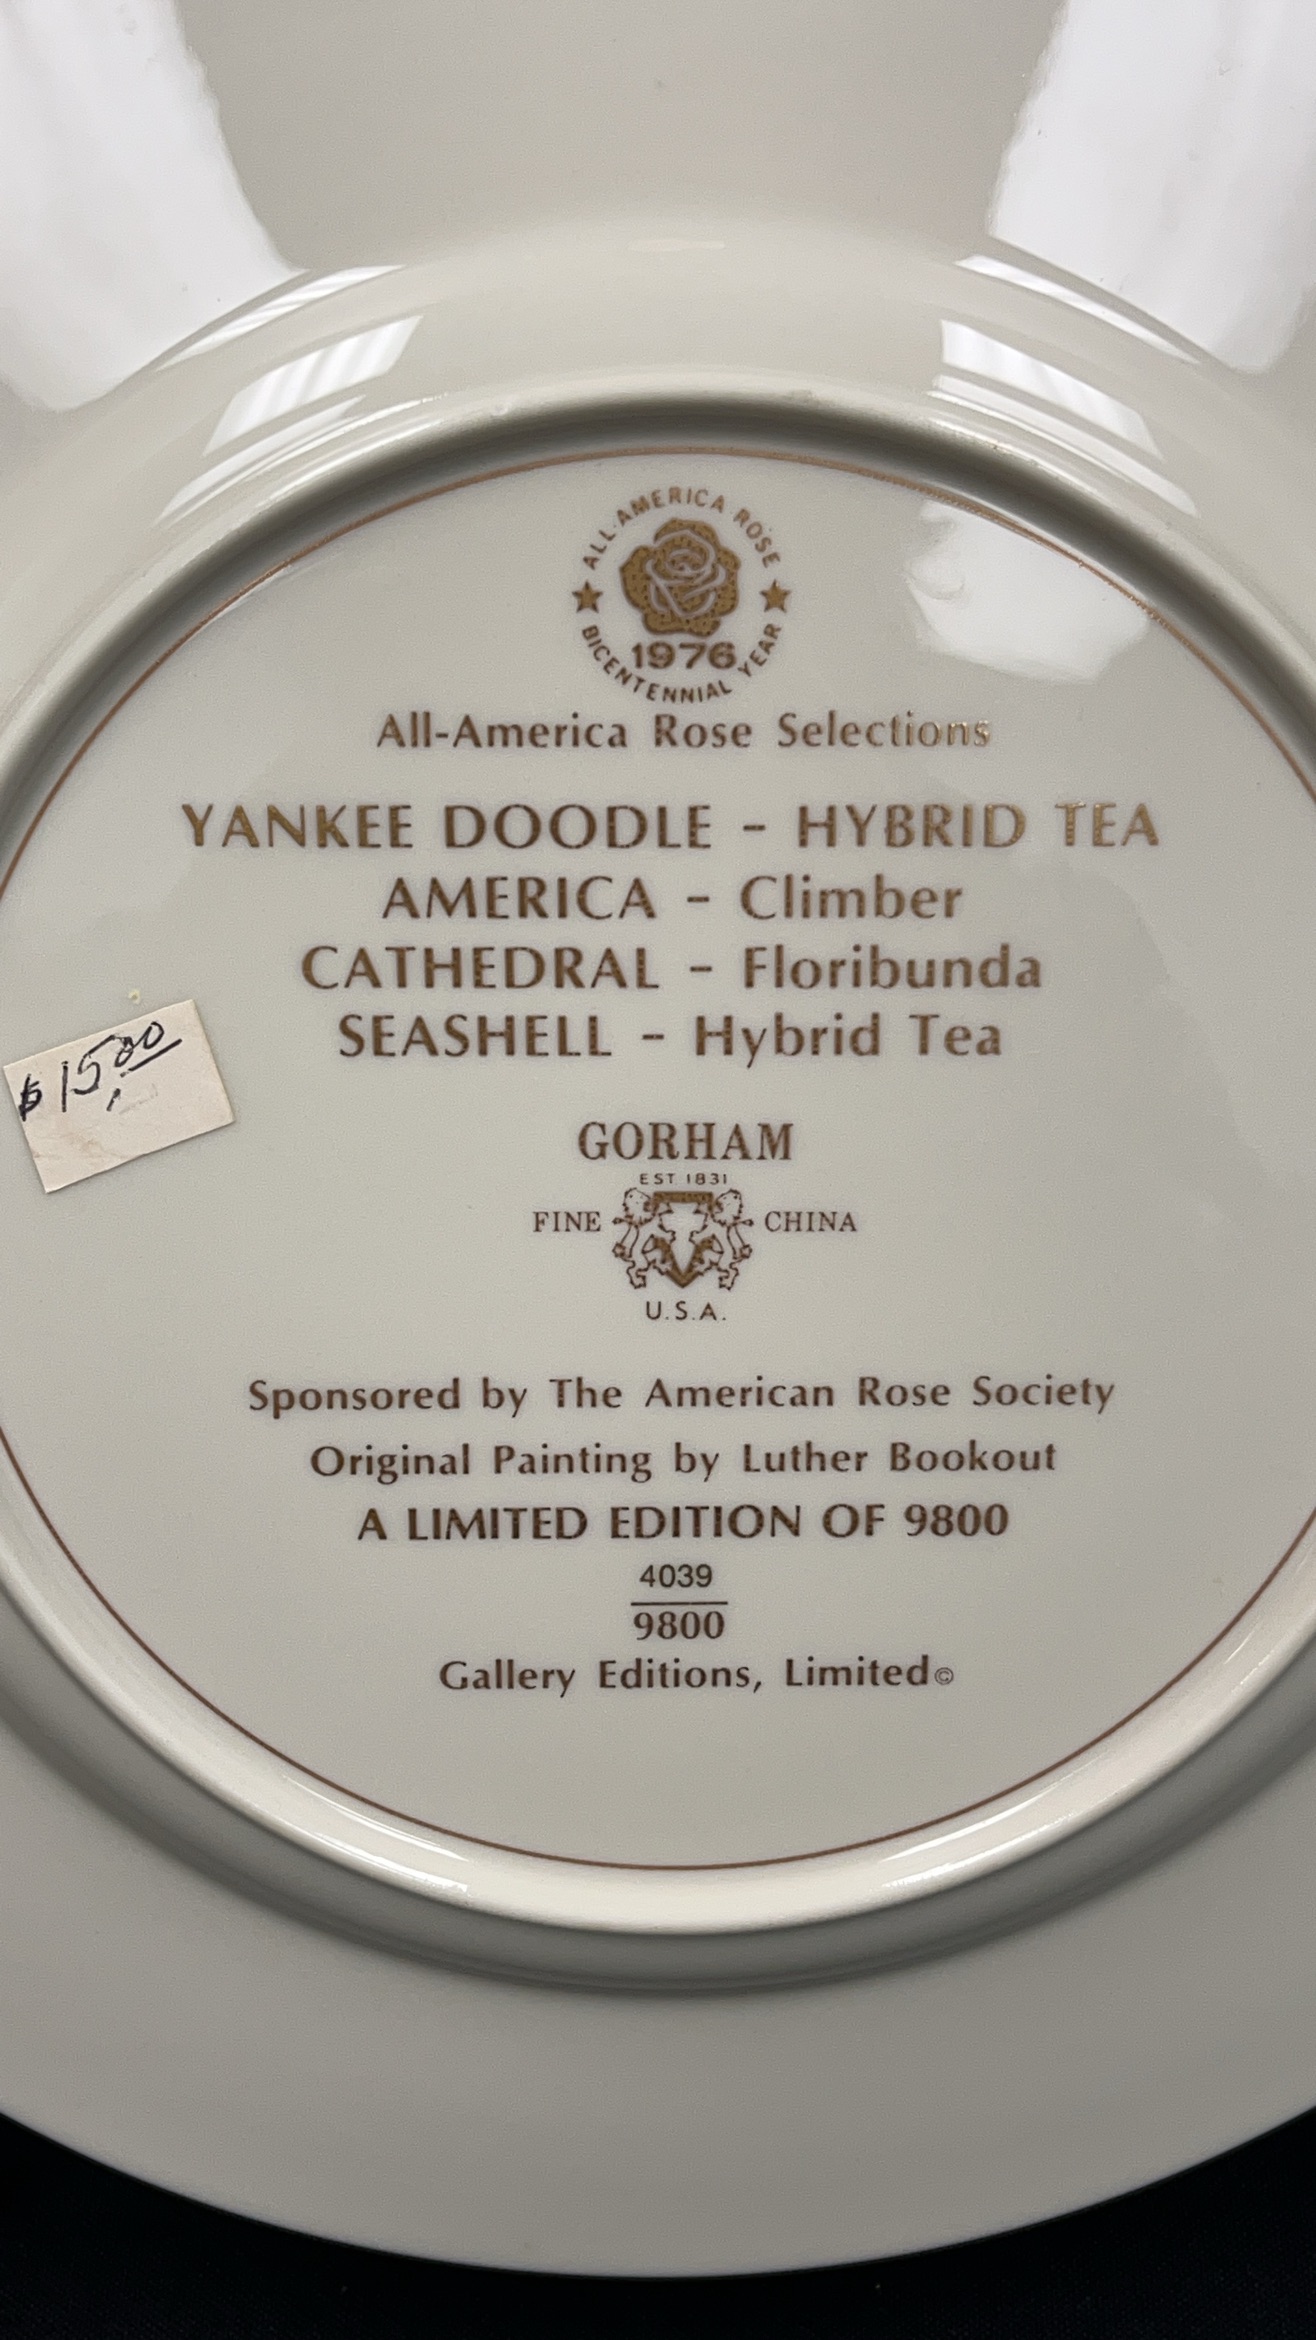 ALL-AMERICA ROSE
1976
BICENTENNIAL YEAR
All-America Rose Selections
YANKEE DOODLE - HYBRID TEA
AMERICA - Climber
CATHEDRAL - Floribunda
SEASHELL - Hybrid Tea
$15.00
GORHAM
EST 1831
FINE CHINA
U.S.A.
Sponsored by The American Rose Society
Original Painting by Luther Bookout
A LIMITED EDITION OF 9800
4039
9800
Gallery Editions, Limited©